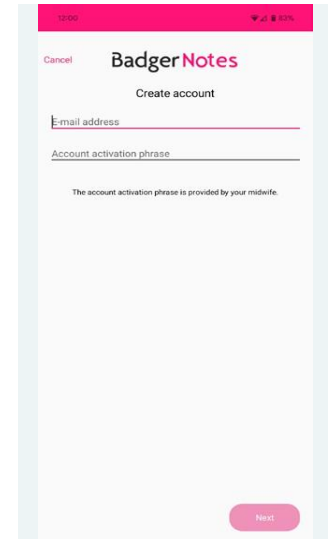 12:00
83%
Cancel
BadgerNotes
Create account
E-mail address
Account activation phrase
The account activation phrase is provided by your midwife.
Next